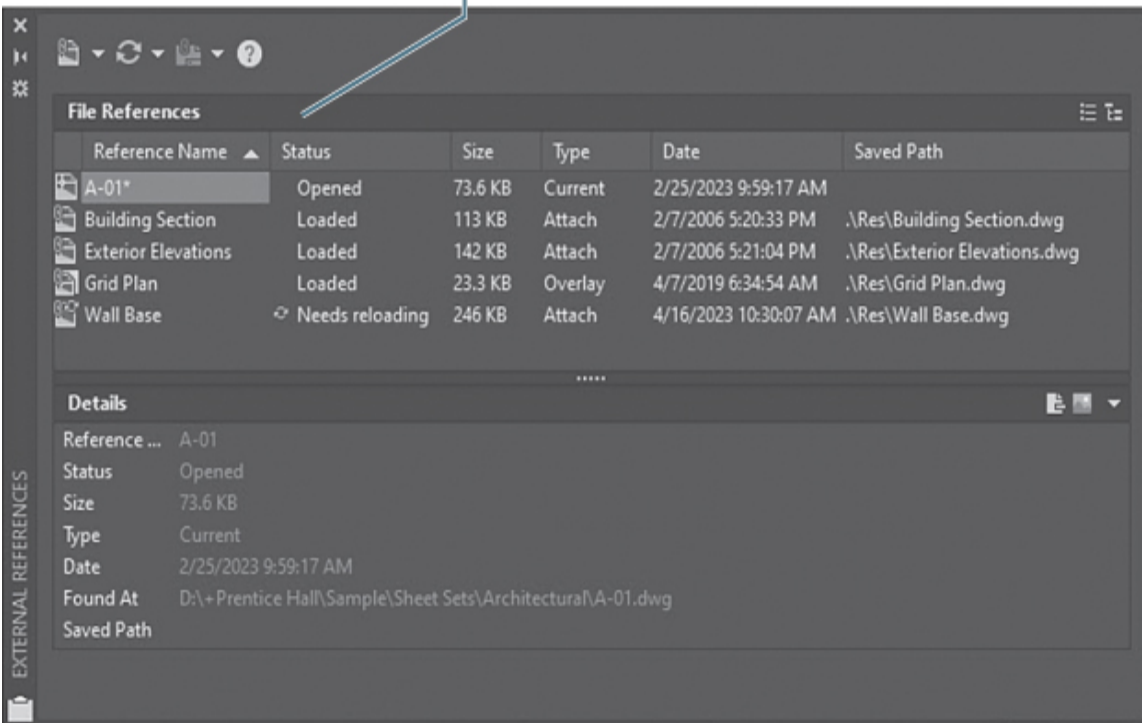 File References
Reference Name Status Size Type Date Saved Path
A-01* Opened 73.6 KB Current 2/25/2023 9:59:17 AM
Building Section Loaded 113 KB Attach 2/7/2006 5:20:33 PM .\Res\Building Section.dwg
Exterior Elevations Loaded 142 KB Attach 2/7/2006 5:21:04 PM .\Res\Exterior Elevations.dwg
Grid Plan Loaded 23.3 KB Overlay 4/7/2019 6:34:54 AM .\Res\Grid Plan.dwg
Wall Base Needs reloading 246 KB Attach 4/16/2023 10:30:07 AM .\Res\Wall Base.dwg
Details
Reference ... A-01
Status Opened
Size 73.6 KB
Type Current
Date 2/25/2023 9:59:17 AM
Found At D:\+Prentice Hall\Sample\Sheet Sets\Architectural\A-01.dwg
Saved Path
EXTERNAL REFERENCES